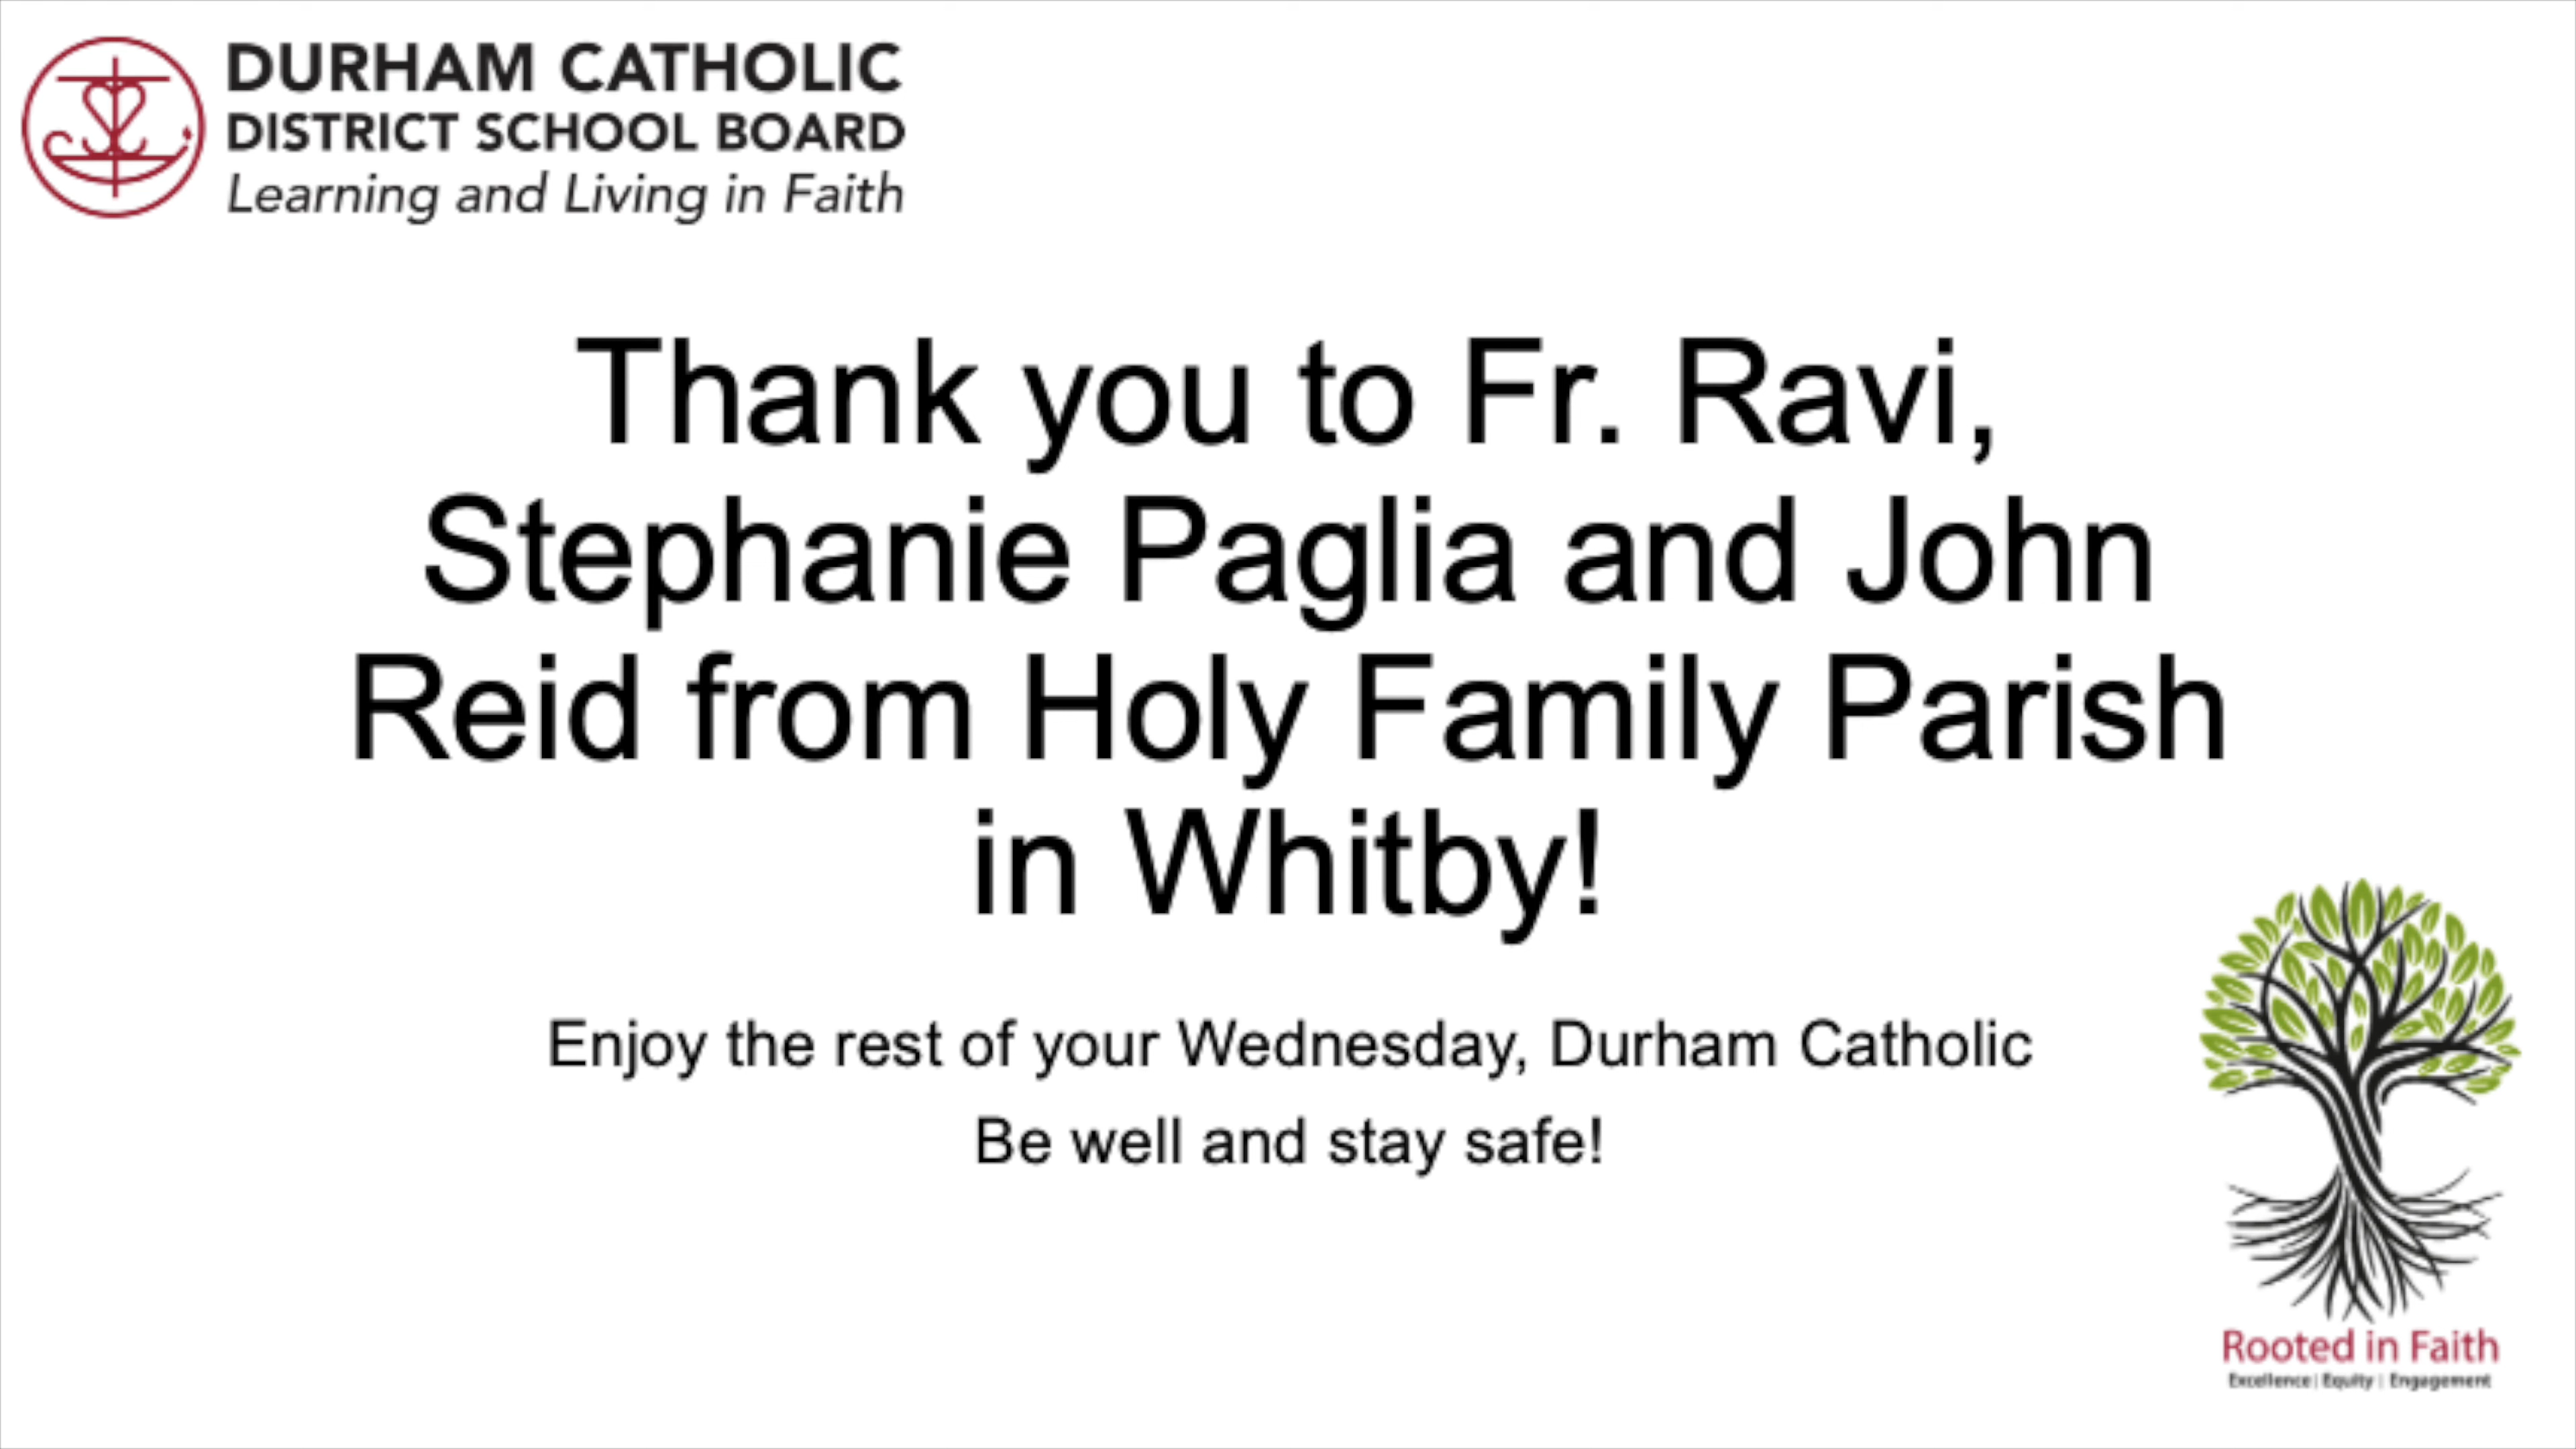 DURHAM CATHOLIC
DISTRICT SCHOOL BOARD
Learning and Living in Faith
Thank you to Fr. Ravi,
Stephanie Paglia and John
Reid from Holy Family Parish
in Whitby!
Enjoy the rest of your Wednesday, Durham Catholic
Be well and stay safe!
Rooted in Faith
Excellence | Equity | Engagement